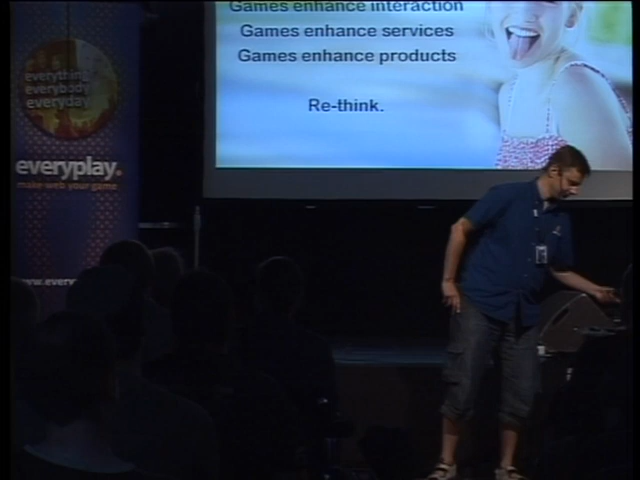 Games enhance interaction
Games enhance services
Games enhance products
Re-think.
everything
everybody
everyday
everyplay.
make web your game